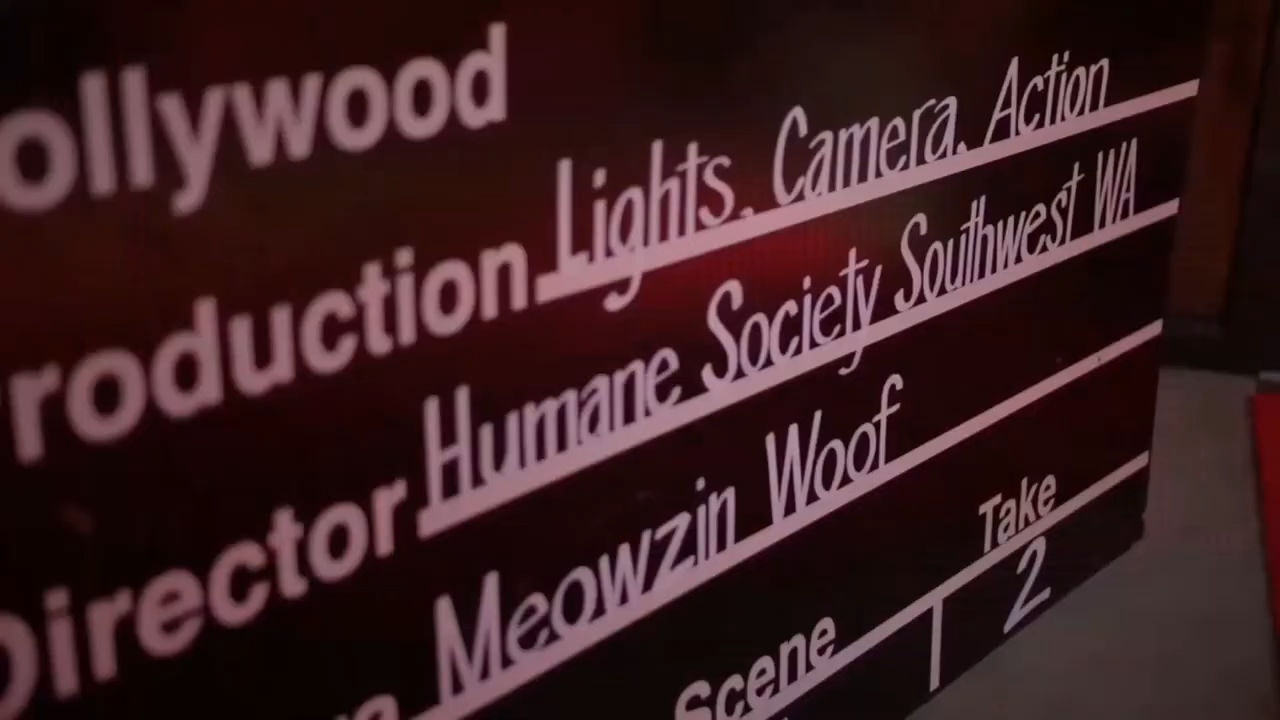 ollywood
roduction Lights, Camera, Action
Director Humane Society Southwest WA
Meowzin Woof
Scene Take
2